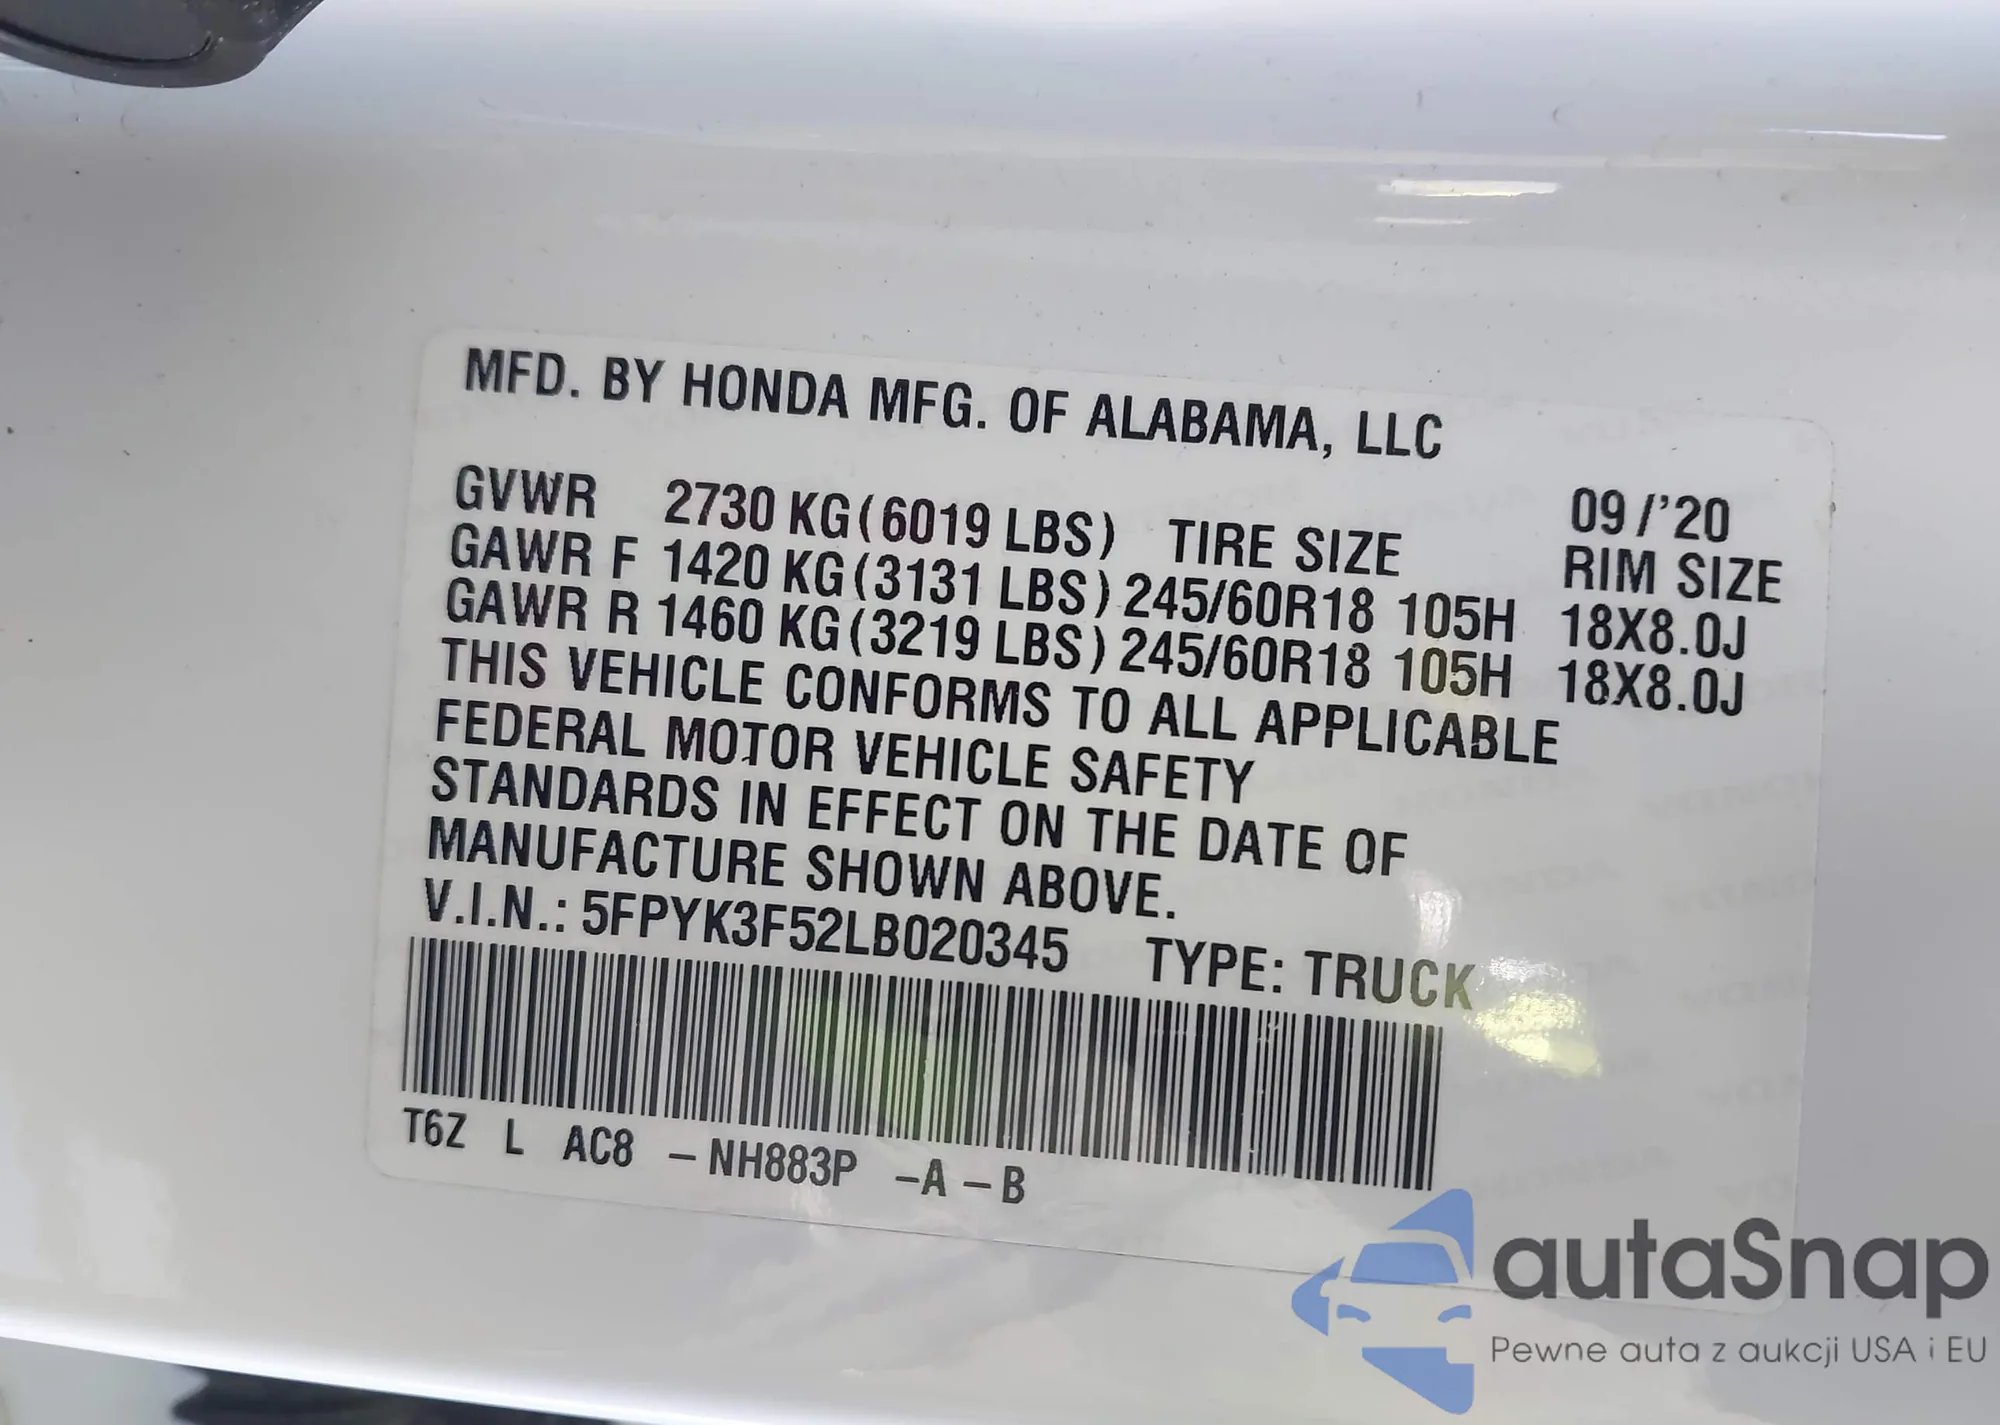 MFD. BY HONDA MFG. OF ALABAMA, LLC
GVWR 2730 KG (6019 LBS) TIRE SIZE 09/'20 RIM SIZE
GAWR F 1420 KG (3131 LBS) 245/60R18 105H 18X8.0J
GAWR R 1460 KG (3219 LBS) 245/60R18 105H 18X8.0J
THIS VEHICLE CONFORMS TO ALL APPLICABLE
FEDERAL MOTOR VEHICLE SAFETY
STANDARDS IN EFFECT ON THE DATE OF
MANUFACTURE SHOWN ABOVE.
V.I.N.: 5FPYK3F52LB020345 TYPE: TRUCK
T6Z L AC8 – NH883P –A – B
autaSnap
Pewne auta z aukcji USA i EU